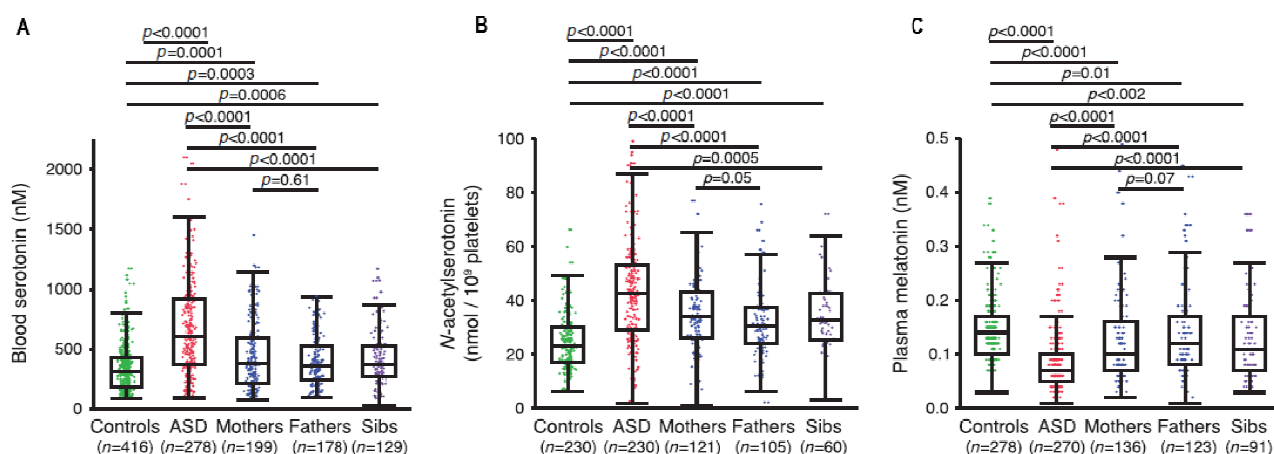 A
p<0.0001
p=0.0001
p=0.0003
p=0.0006
p<0.0001
p<0.0001
p<0.0001
p=0.61
Blood serotonin (nM)
2000
1500
1000
500
0
Controls ASD Mothers Fathers Sibs
(n=416) (n=278) (n=199) (n=178) (n=129)
B
p<0.0001
p<0.0001
p<0.0001
p<0.0001
p<0.0001
p<0.0001
p=0.0005
p=0.05
N-acetylserotonin
(nmol / 10⁹ platelets)
100
80
60
40
20
0
Controls ASD Mothers Fathers Sibs
(n=230) (n=230) (n=121) (n=105) (n=60)
C
p<0.0001
p<0.0001
p=0.01
p<0.002
p<0.0001
p<0.0001
p<0.0001
p=0.07
Plasma melatonin (nM)
0.5
0.4
0.3
0.2
0.1
0.0
Controls ASD Mothers Fathers Sibs
(n=278) (n=270) (n=136) (n=123) (n=91)